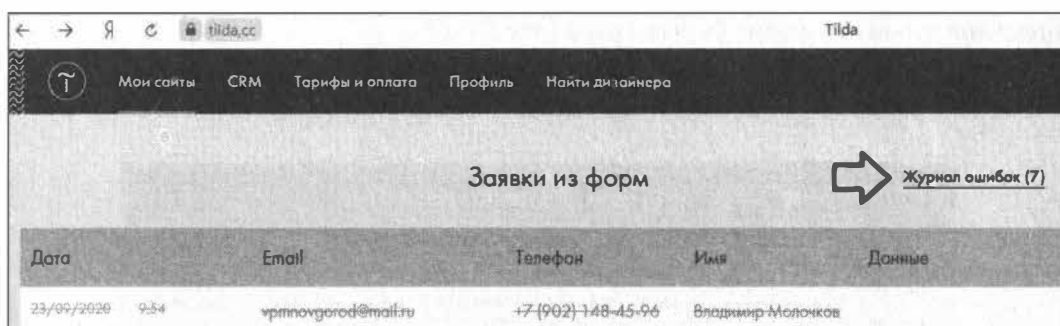 tilda.cc Tilda
Мои сайты CRM Тарифы и оплата Профиль Найти дизайнера
Заявки из форм Журнал ошибок (7)
Дата Email Телефон Имя Данные
23/09/2020 9:54 vpmnovgorod@mail.ru +7 (902) 148-45-96 Владимир Молочков